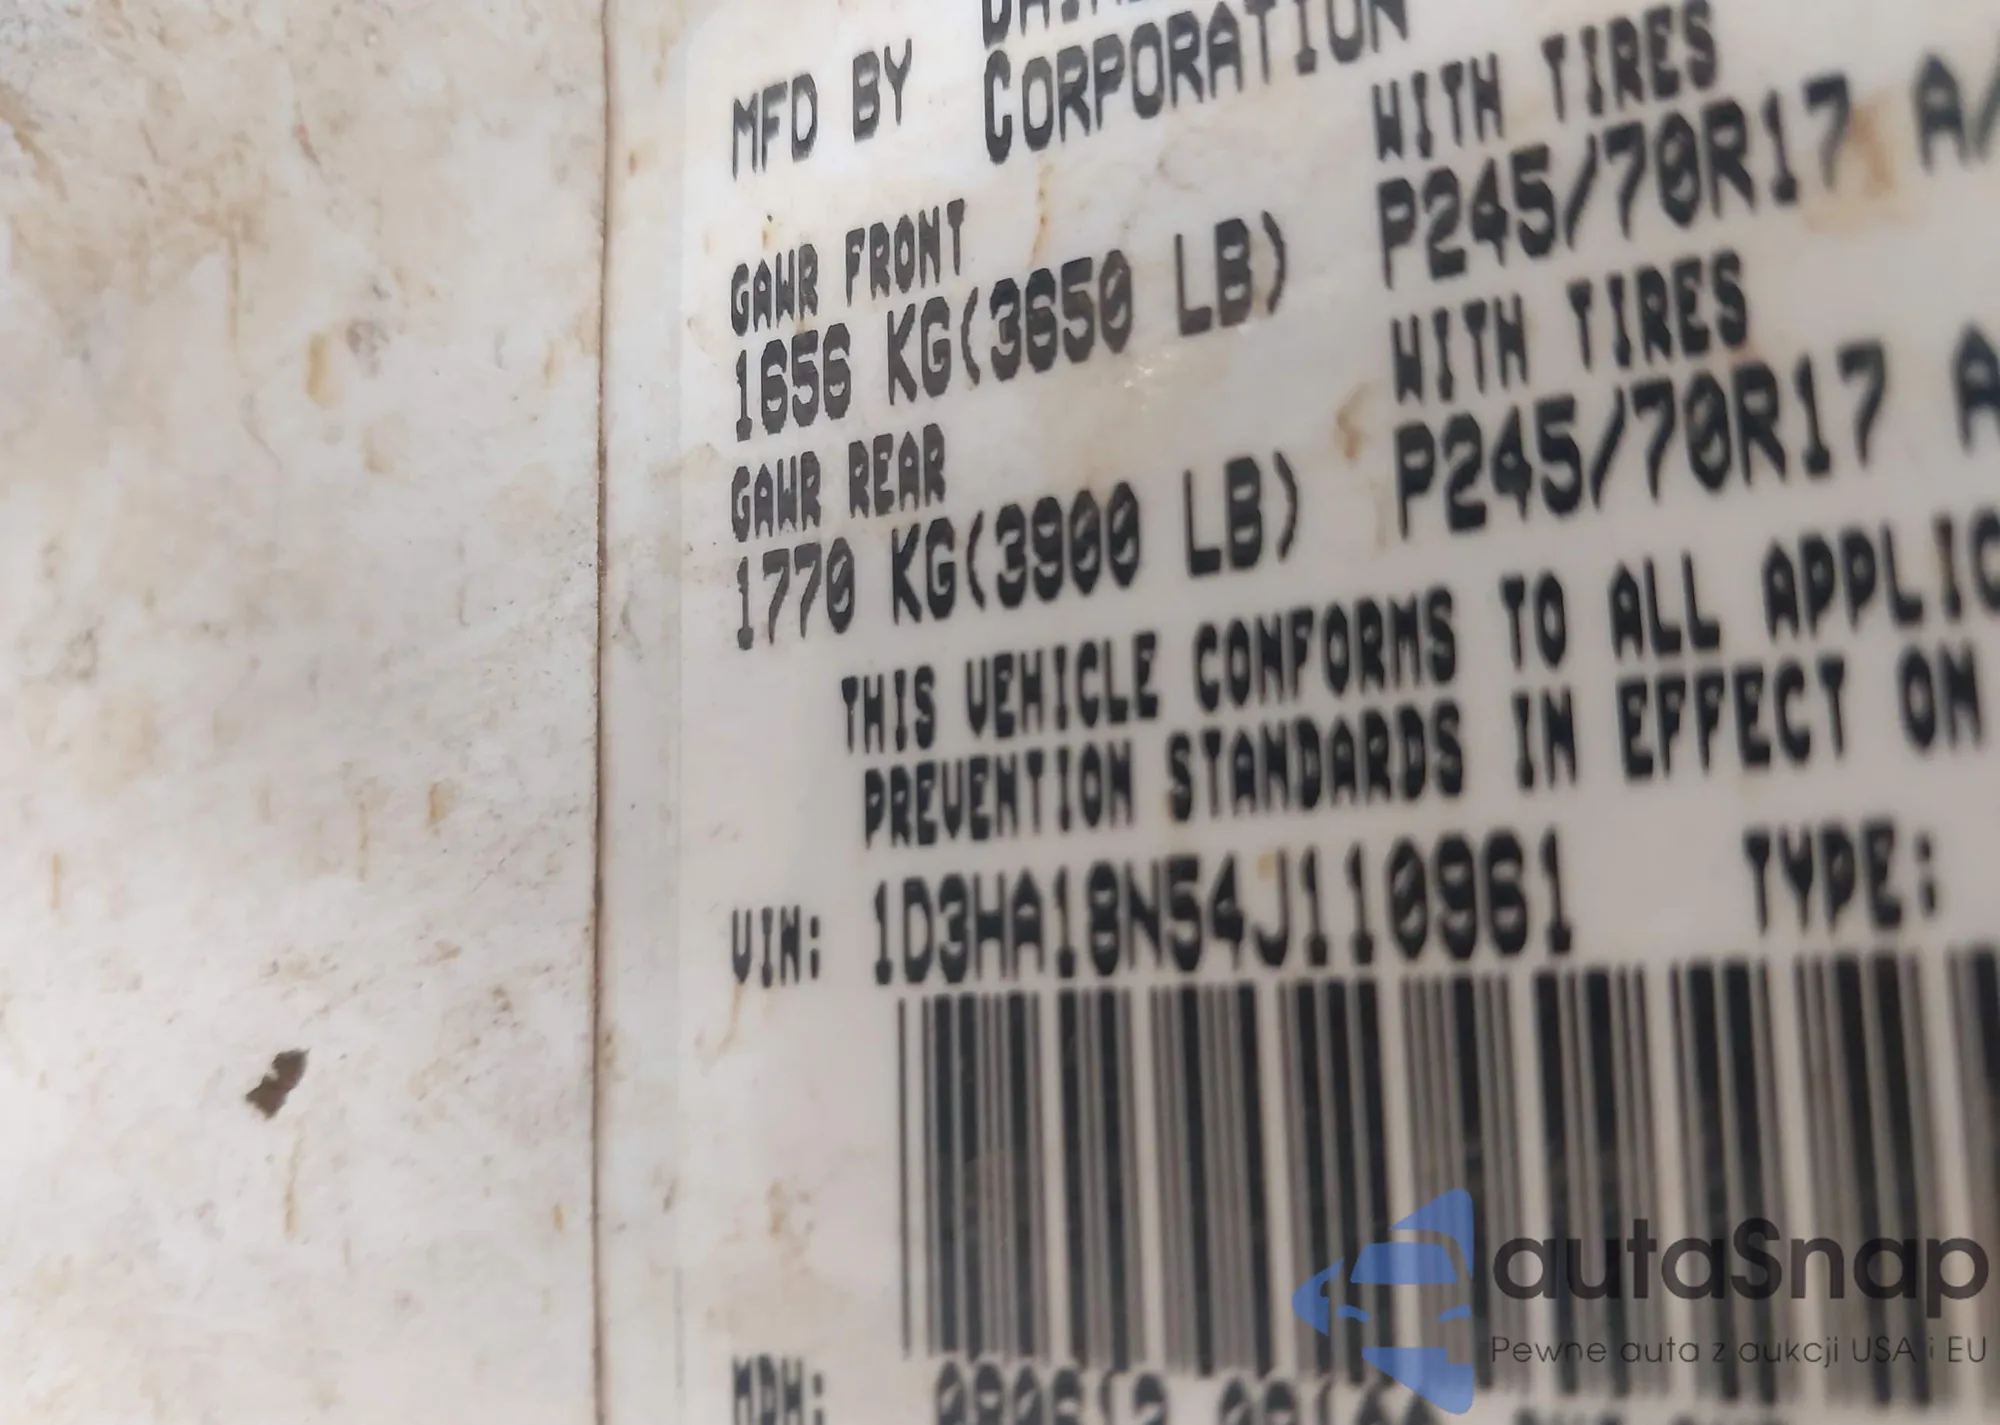 MFD BY
CORPORATION
GAWR FRONT
WITH TIRES
1656 KG(3650 LB)
P245/70R17 A/
GAWR REAR
WITH TIRES
1770 KG(3900 LB)
P245/70R17 A
THIS VEHICLE CONFORMS TO ALL APPLIC
PREVENTION STANDARDS IN EFFECT ON
VIN: 1D3HA18N54J110961 TYPE:
autaSnap
Pewne auta z aukcji USA i EU
MDH: